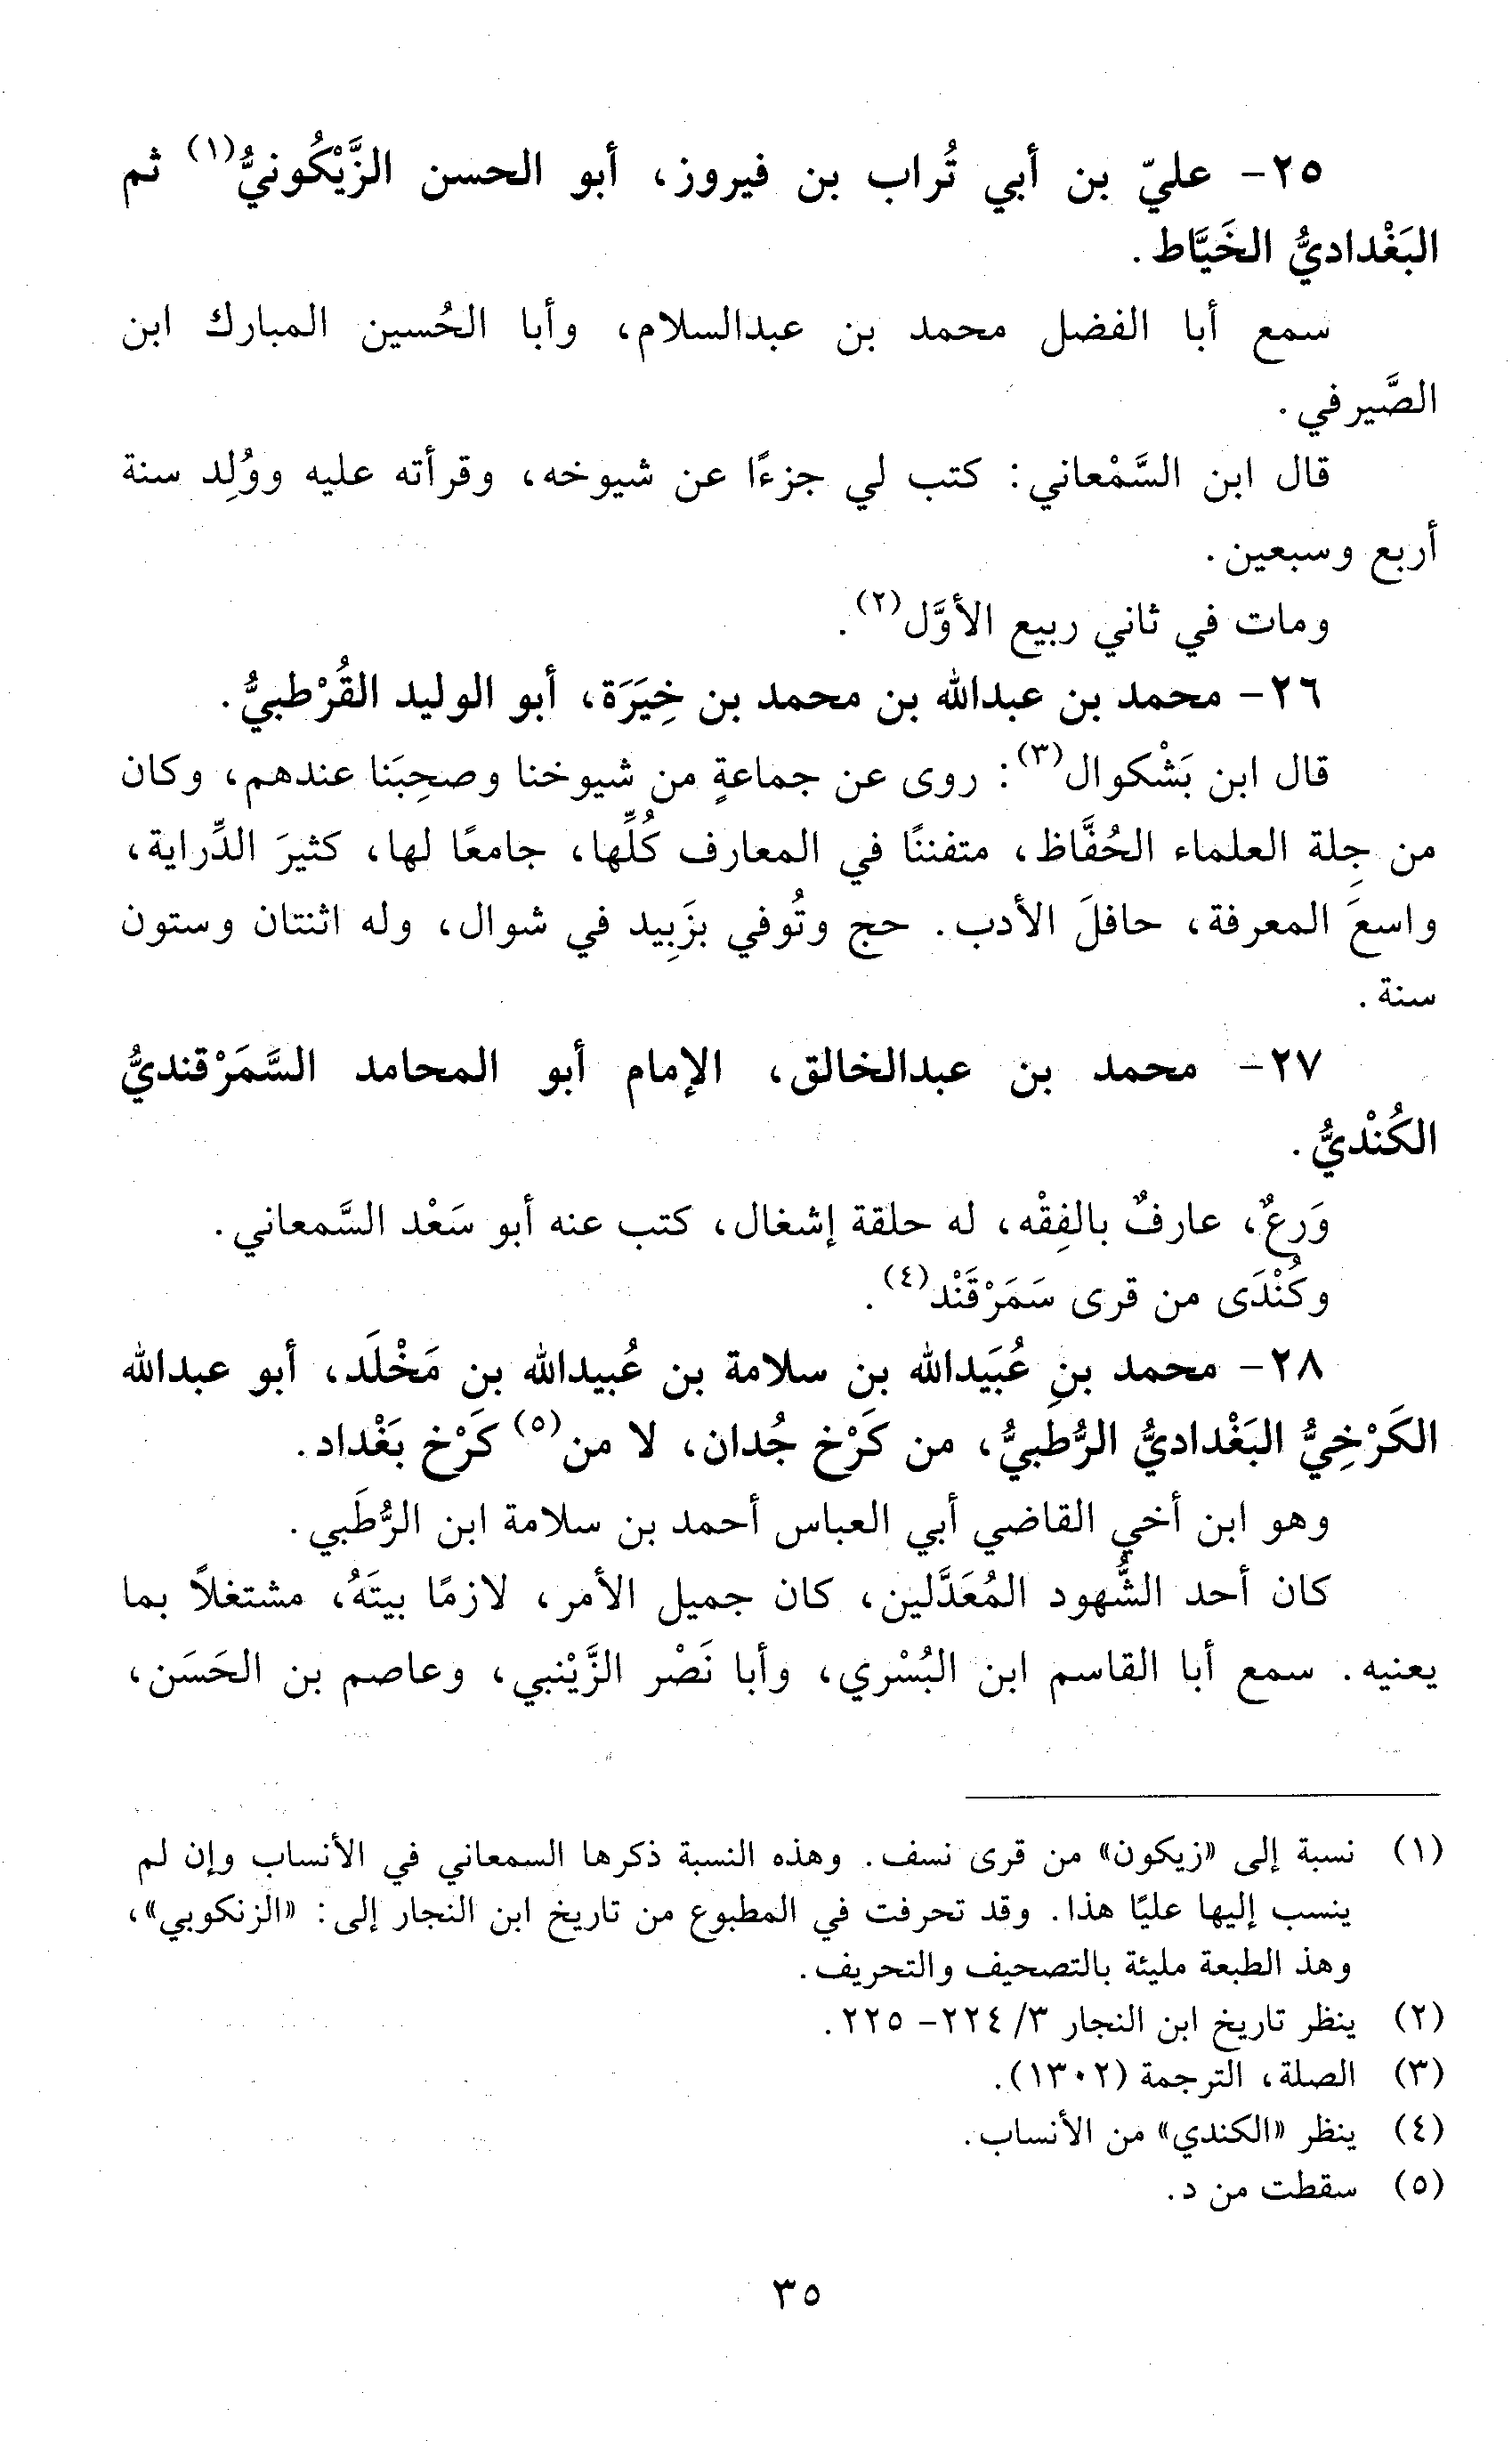 ٢٥- عليّ بن أبي تُراب بن فيروز، أبو الحسن الزَّيْكُونيُّ(١) ثم
البَغْداديُّ الخَيَّاط.
سمع أبا الفضل محمد بن عبدالسلام، وأبا الحُسين المبارك ابن
الصَّيرفي.
قال ابن السَّمْعاني: كتب لي جزءًا عن شيوخه، وقرأته عليه ووُلِد سنة
أربع وسبعين.
ومات في ثاني ربيع الأوَّل(٢).
٢٦- محمد بن عبدالله بن محمد بن خِيَرَة، أبو الوليد القُرْطبيُّ.
قال ابن بَشْكوال(٣): روى عن جماعةٍ من شيوخنا وصحِبَنا عندهم، وكان
من جِلة العلماء الحُفَّاظ، متفننًا في المعارف كُلِّها، جامعًا لها، كثيرَ الدِّراية،
واسعَ المعرفة، حافلَ الأدب. حج وتُوفي بزَبِيد في شوال، وله اثنتان وستون
سنة.
٢٧- محمد بن عبدالخالق، الإمام أبو المحامد السَّمَرْقنديُّ
الكُنْديُّ.
وَرعٌ، عارفٌ بالفِقْه، له حلقة إشغال، كتب عنه أبو سَعْد السَّمعاني.
وكُنْدَى من قرى سَمَرْقَنْد(٤).
٢٨- محمد بنِ عُبَيدالله بن سلامة بن عُبيدالله بن مَخْلَد، أبو عبدالله
الكَرْخِيُّ البَغْداديُّ الرُّطبيُّ، من كَرْخ جُدان، لا من(٥) كَرْخ بَغْداد.
وهو ابن أخي القاضي أبي العباس أحمد بن سلامة ابن الرُّطَبي.
كان أحد الشُّهود المُعَدَّلين، كان جميل الأمر، لازمًا بيتَهُ، مشتغلاً بما
يعنيه. سمع أبا القاسم ابن البُسْري، وأبا نَصْر الزَّيْنبي، وعاصم بن الحَسَن،
(١) نسبة إلى «زيكون» من قرى نسف. وهذه النسبة ذكرها السمعاني في الأنساب وإن لم
ينسب إليها عليًا هذا. وقد تحرفت في المطبوع من تاريخ ابن النجار إلى: «الزنكوبي»،
وهذ الطبعة مليئة بالتصحيف والتحريف.
(٢) ينظر تاريخ ابن النجار ٣/ ٢٢٤- ٢٢٥.
(٣) الصلة، الترجمة (١٣٠٢).
(٤) ينظر «الكندي» من الأنساب.
(٥) سقطت من د.
٣٥